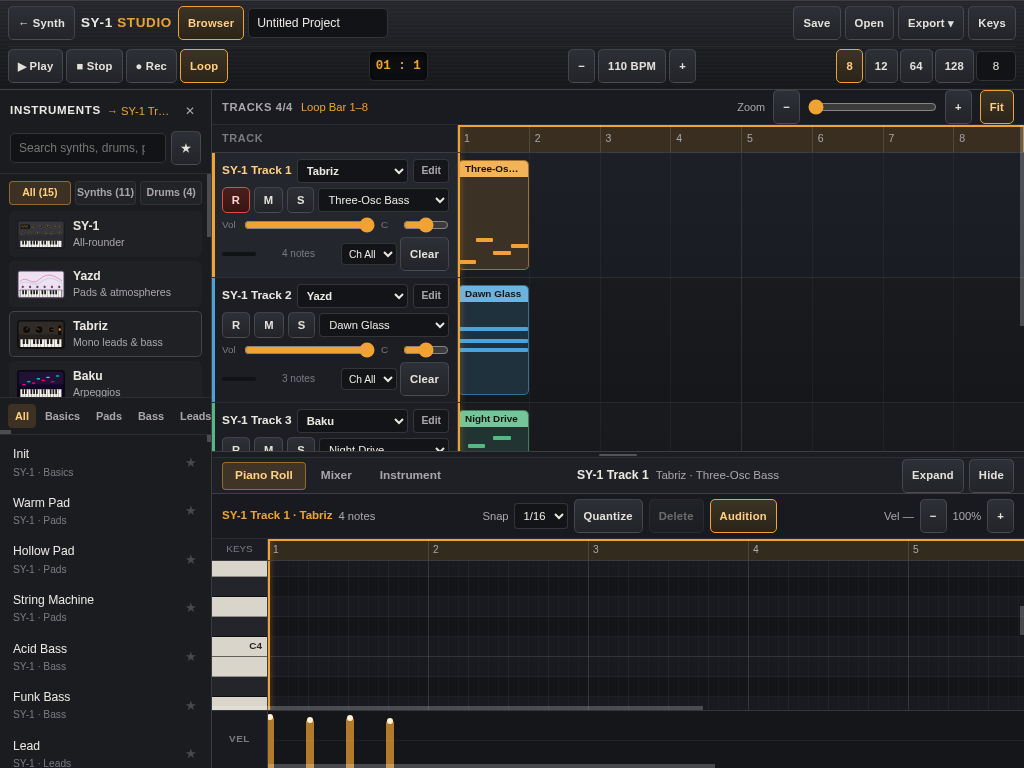 ← Synth SY-1 STUDIO Browser Untitled Project Save Open Export ▾ Keys
▶ Play ■ Stop ● Rec Loop 01 : 1 − 110 BPM + 8 12 64 128 8
INSTRUMENTS → SY-1 Tr… ✕
Search synths, drums, p ★
All (15) Synths (11) Drums (4)
SY-1
All-rounder
Yazd
Pads & atmospheres
Tabriz
Mono leads & bass
Baku
Arpeggios
All Basics Pads Bass Leads
Init
SY-1 · Basics
Warm Pad
SY-1 · Pads
Hollow Pad
SY-1 · Pads
String Machine
SY-1 · Pads
Acid Bass
SY-1 · Bass
Funk Bass
SY-1 · Bass
Lead
SY-1 · Leads
TRACKS 4/4 Loop Bar 1–8 Zoom − + Fit
TRACK 1 2 3 4 5 6 7 8
SY-1 Track 1 Tabriz Edit
R M S Three-Osc Bass
Vol C
4 notes Ch All Clear
Three-Os…
SY-1 Track 2 Yazd Edit
R M S Dawn Glass
Vol C
3 notes Ch All Clear
Dawn Glass
SY-1 Track 3 Baku Edit
R M S Night Drive
Night Drive
Piano Roll Mixer Instrument SY-1 Track 1 Tabriz · Three-Osc Bass Expand Hide
SY-1 Track 1 · Tabriz 4 notes Snap 1/16 Quantize Delete Audition Vel — − 100% +
KEYS 1 2 3 4 5
C4
VEL